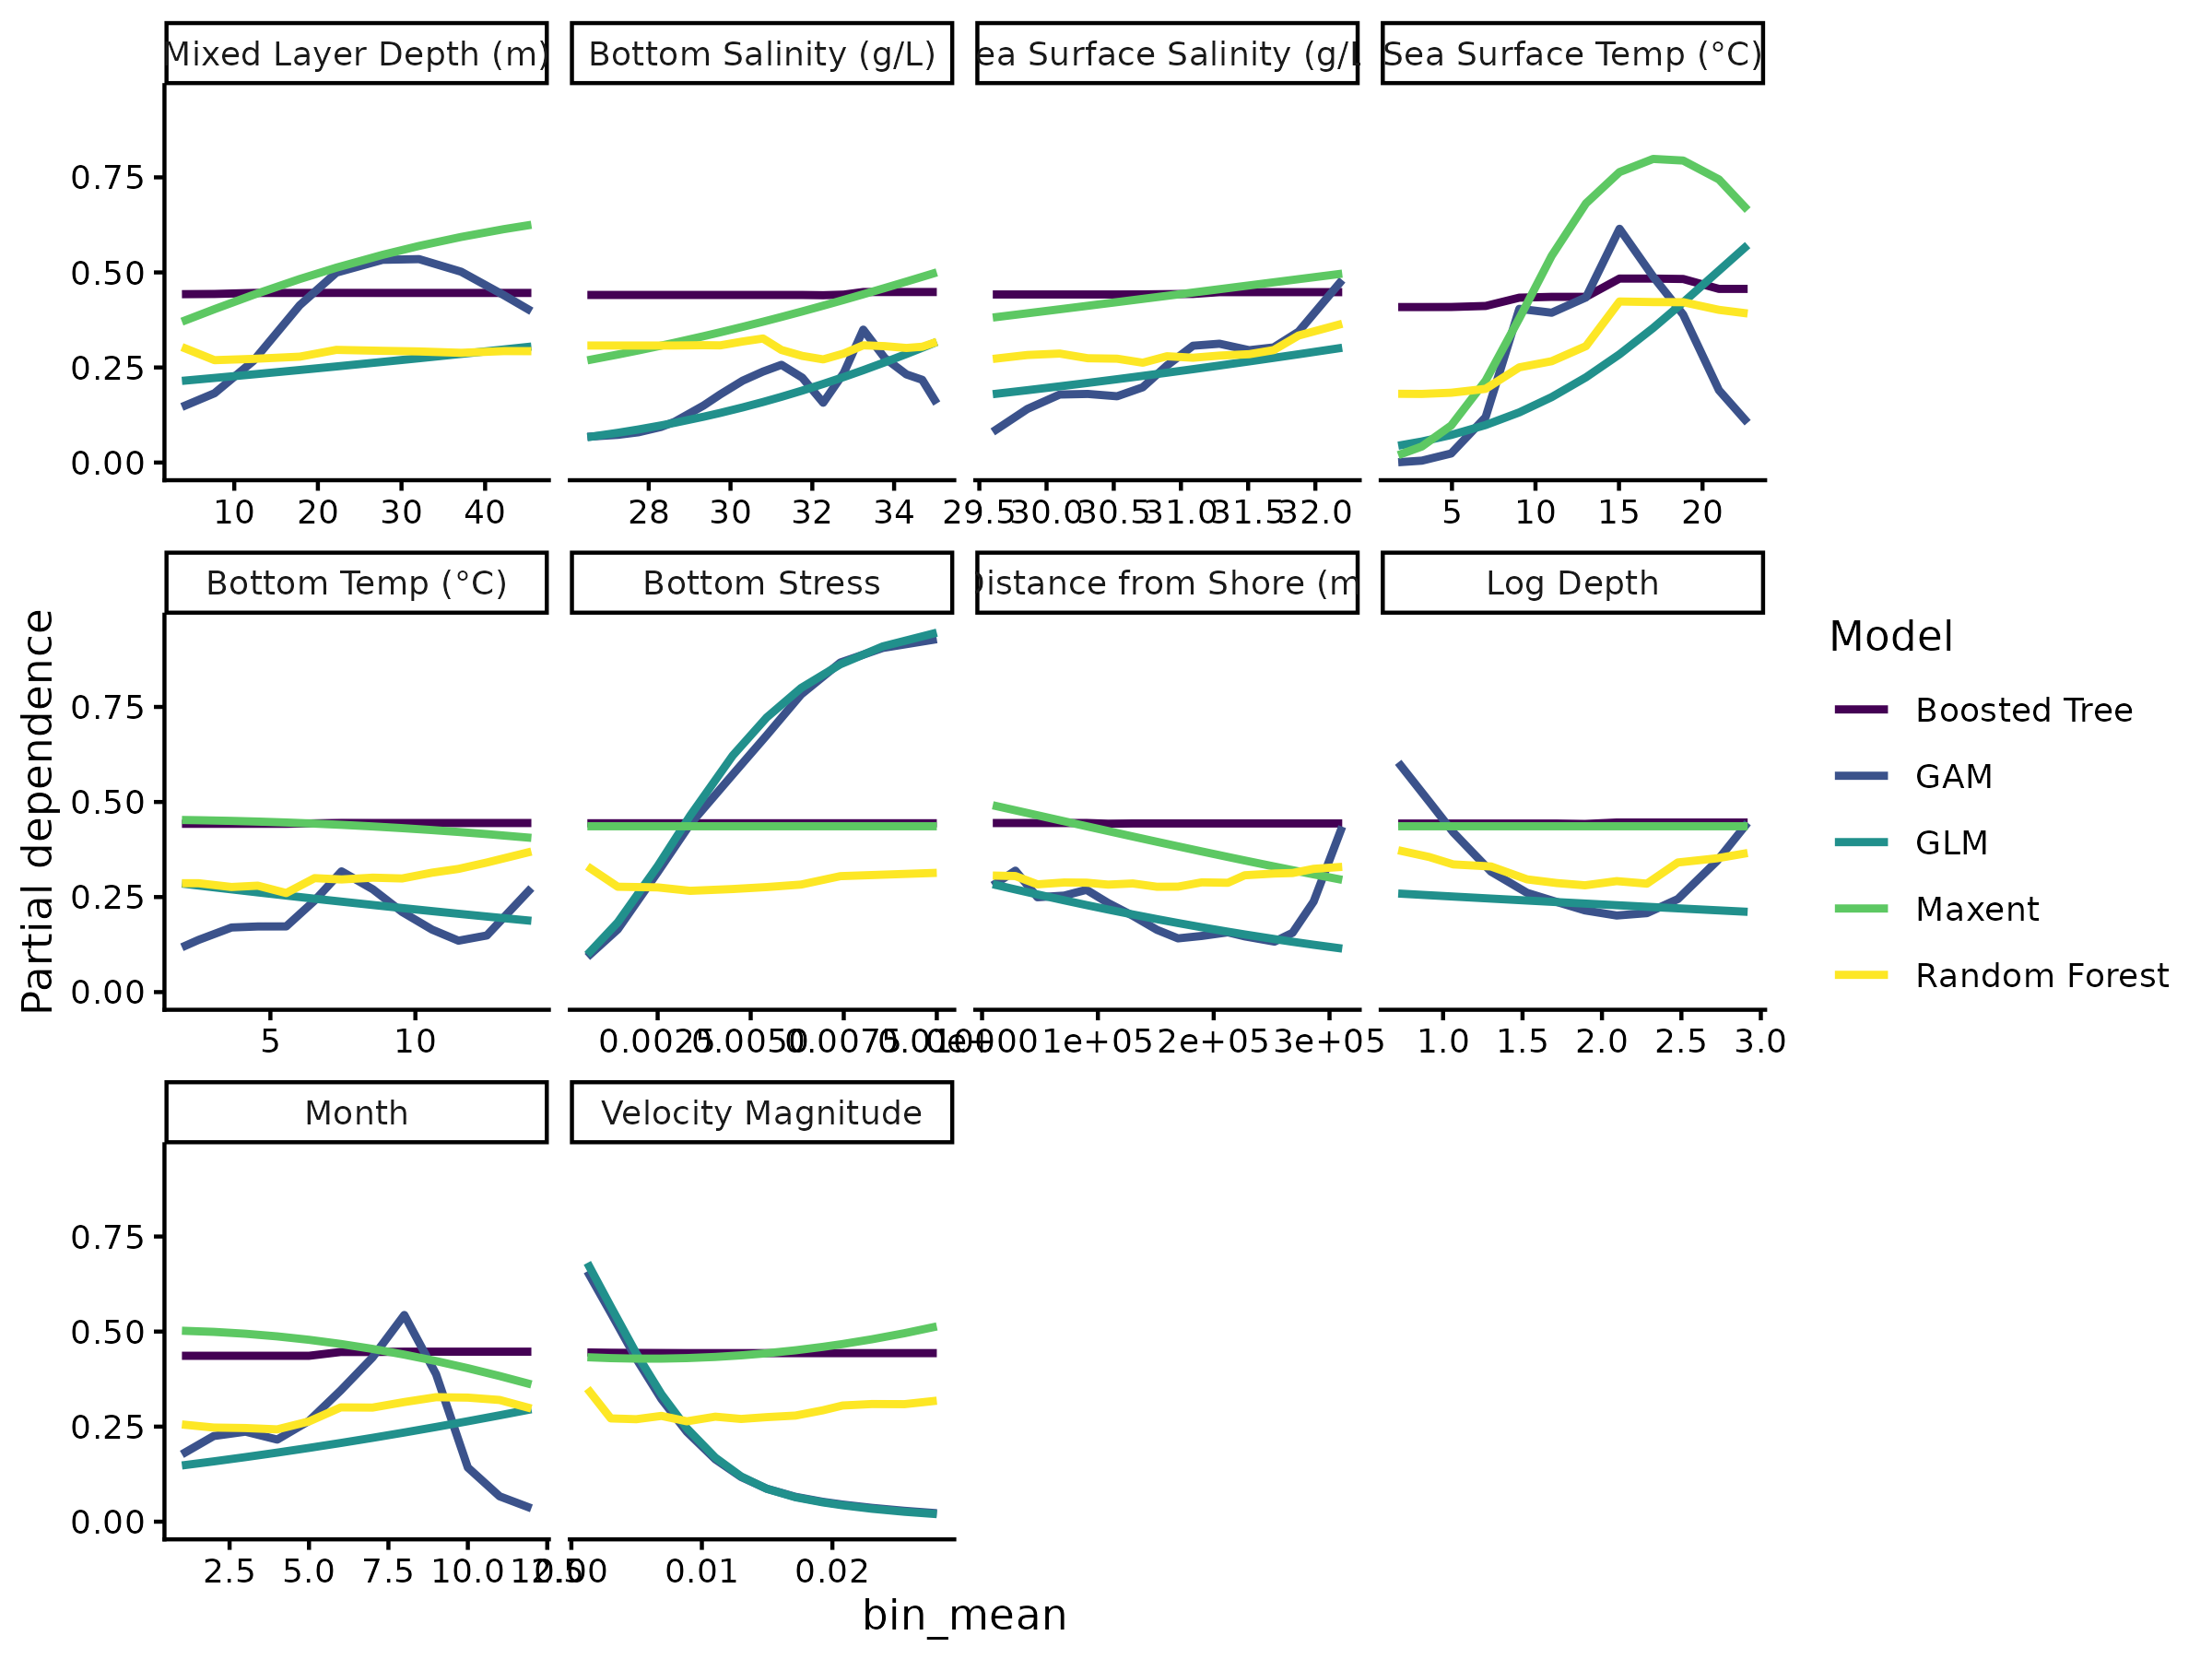 Mixed Layer Depth (m)
Bottom Salinity (g/L)
ea Surface Salinity (g/
Sea Surface Temp (°C)
0.75
0.50
0.25
0.00
10 20 30 40
28 30 32 34
29.5 30.0 30.5 31.0 31.5 32.0
5 10 15 20
Bottom Temp (°C)
Bottom Stress
istance from Shore (m
Log Depth
Partial dependence
0.75
0.50
0.25
0.00
5 10
0.0025 0.0050 0.0075
0e+00 1e+05 2e+05 3e+05
1.0 1.5 2.0 2.5 3.0
Model
Boosted Tree
GAM
GLM
Maxent
Random Forest
Month
Velocity Magnitude
0.75
0.50
0.25
0.00
2.5 5.0 7.5 10.0 12.5
0.00 0.01 0.02
bin_mean